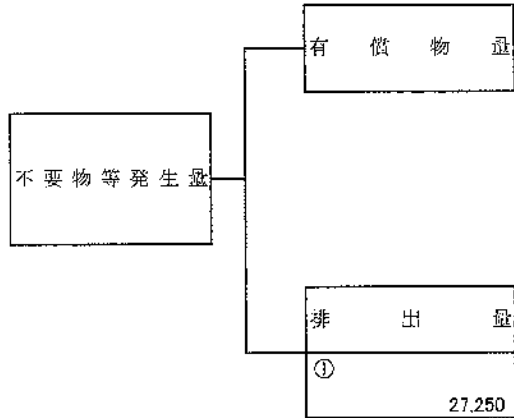 有償物量
不要物等発生量
排出量
①
27,250